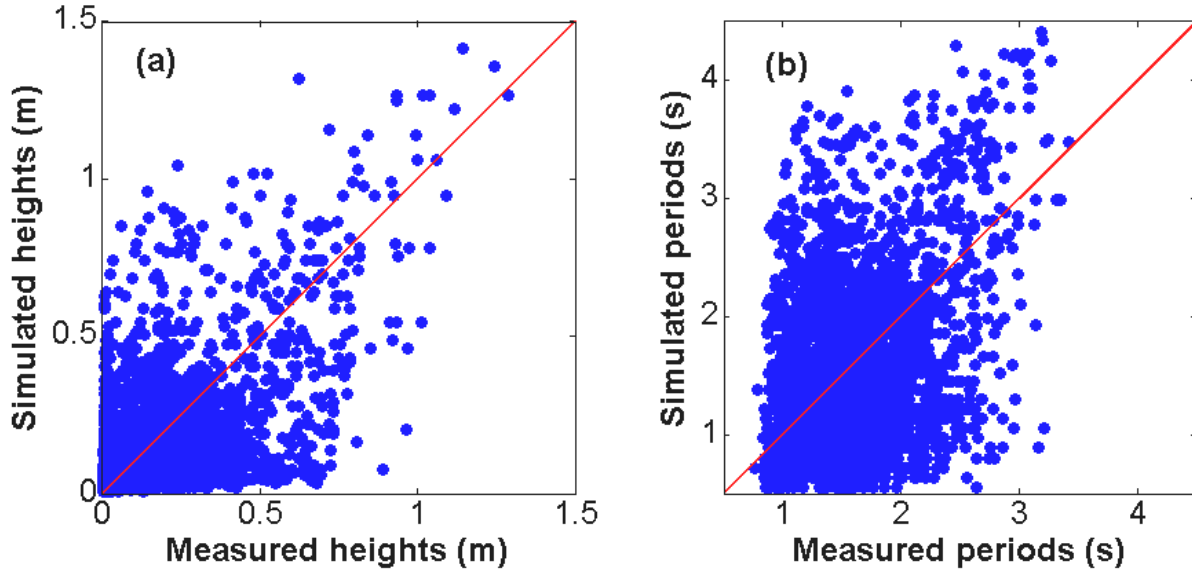 (a)
Simulated heights (m)
1.5
1
0.5
0
0 0.5 1 1.5
Measured heights (m)
(b)
Simulated periods (s)
4
3
2
1
1 2 3 4
Measured periods (s)